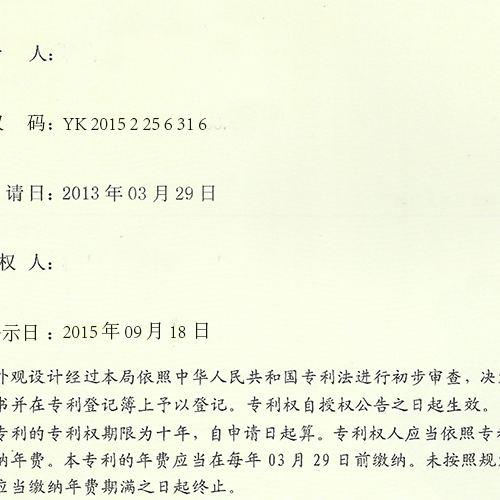 人：
码：YK 2015 2 25 6 31 6
请日：2013 年 03 月 29 日
权 人：
示日：2015 年 09 月 18 日
外观设计经过本局依照中华人民共和国专利法进行初步审查，决
书并在专利登记簿上予以登记。专利权自授权公告之日起生效。
专利的专利权期限为十年，自申请日起算。专利权人应当依照专
纳年费。本专利的年费应当在每年 03 月 29 日前缴纳。未按照规
应当缴纳年费期满之日起终止。